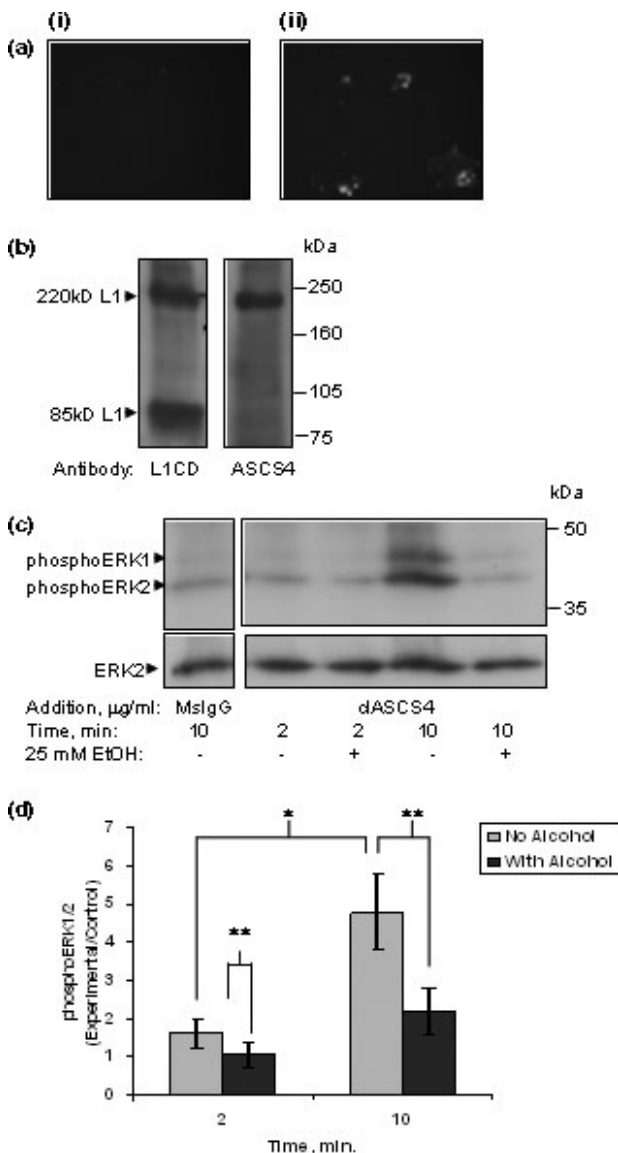 (i) (ii)
(a)
(b) kDa
220kD L1 250
160
105
85kD L1
75
Antibody: L1CD ASCS4
(c) kDa
50
phosphoERK1
phosphoERK2
35
ERK2
Addition, µg/ml: MsIgG dASCS4
Time, min: 10 2 2 10 10
25 mM EtOH: - - + - +
(d)
7
6
5
4
3
2
1
0
phosphoERK1/2
(Experimental/Control)
* ** **
No Alcohol
With Alcohol
2 10
Time, min.